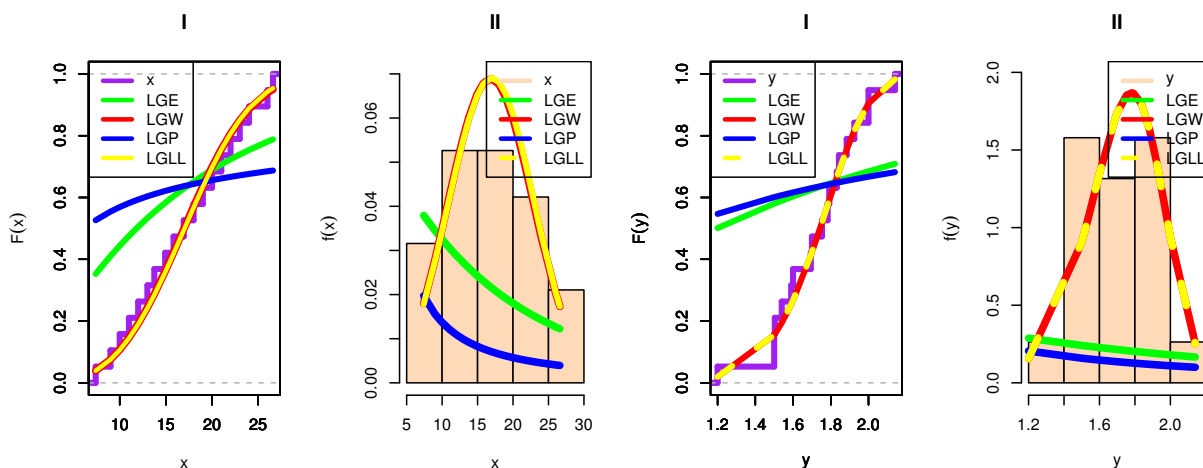 I
F(x)
0.0 0.2 0.4 0.6 0.8 1.0
x
LGE
LGW
LGP
LGLL
10 15 20 25
x
II
f(x)
0.00 0.02 0.04 0.06
x
LGE
LGW
LGP
LGLL
5 10 15 20 25 30
x
I
F(y)
0.0 0.2 0.4 0.6 0.8 1.0
y
LGE
LGW
LGP
LGLL
1.2 1.4 1.6 1.8 2.0
y
II
f(y)
0.0 0.5 1.0 1.5 2.0
y
LGE
LGW
LGP
LGLL
1.2 1.6 2.0
y